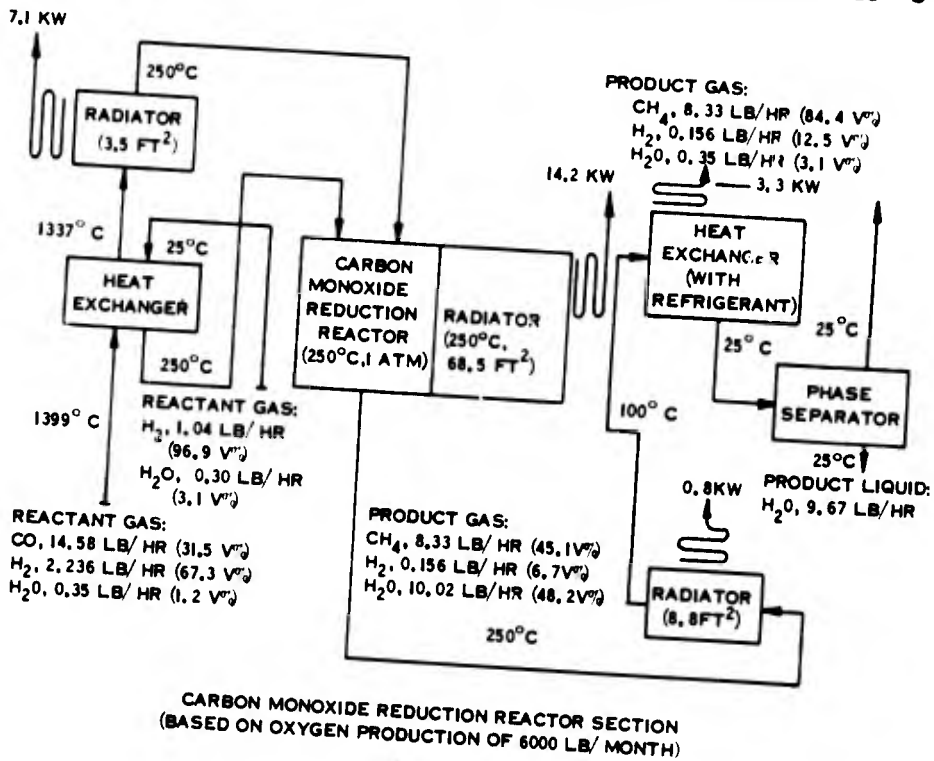 7.1 KW
250°C
RADIATOR
(3.5 FT²)
1337° C
25°C
HEAT
EXCHANGER
250°C
1399° C
REACTANT GAS:
H₂, 1.04 LB/HR
(96.9 V%)
H₂O, 0.30 LB/HR
(3.1 V%)
REACTANT GAS:
CO, 14.58 LB/HR (31.5 V%)
H₂, 2.236 LB/HR (67.3 V%)
H₂O, 0.35 LB/HR (1.2 V%)
CARBON
MONOXIDE
REDUCTION
REACTOR
(250°C, 1 ATM)
RADIATOR
(250°C,
68.5 FT²)
14.2 KW
PRODUCT GAS:
CH₄, 8.33 LB/HR (84.4 V%)
H₂, 0.156 LB/HR (12.5 V%)
H₂O, 0.35 LB/HR (3.1 V%)
3.3 KW
HEAT
EXCHANGER
(WITH
REFRIGERANT)
25°C
25°C
PHASE
SEPARATOR
25°C
PRODUCT LIQUID:
H₂O, 9.67 LB/HR
100° C
0.8KW
RADIATOR
(8.8FT²)
PRODUCT GAS:
CH₄, 8.33 LB/HR (45.1V%)
H₂, 0.156 LB/HR (6.7V%)
H₂O, 10.02 LB/HR (48.2V%)
250°C
CARBON MONOXIDE REDUCTION REACTOR SECTION
(BASED ON OXYGEN PRODUCTION OF 6000 LB/MONTH)